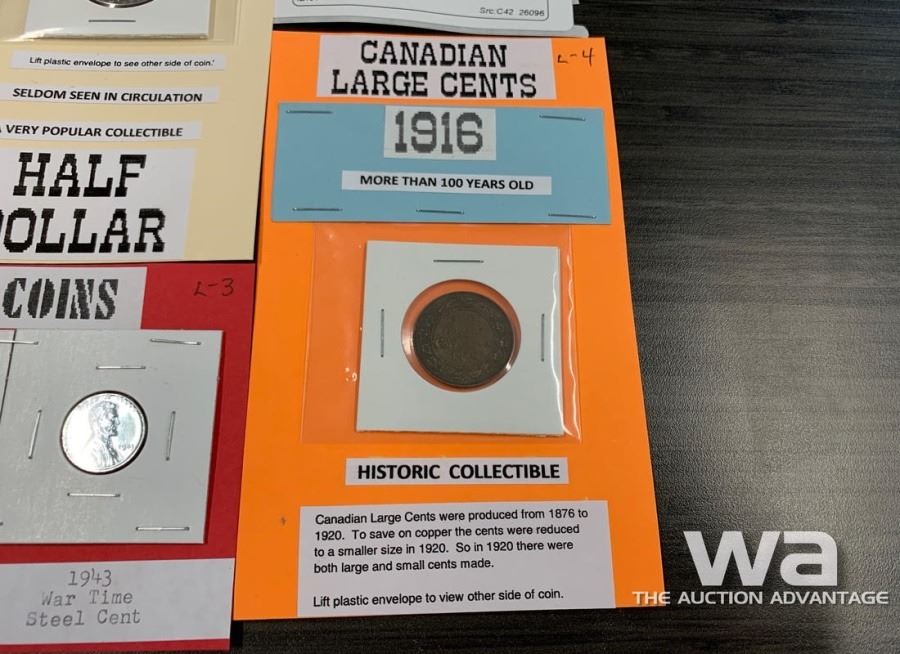 Src:C42 26096
Lift plastic envelope to see other side of coin.'
SELDOM SEEN IN CIRCULATION
A VERY POPULAR COLLECTIBLE
HALF
DOLLAR
COINS
L-3
1943
War Time
Steel Cent
CANADIAN
LARGE CENTS
L-4
1916
MORE THAN 100 YEARS OLD
HISTORIC COLLECTIBLE
Canadian Large Cents were produced from 1876 to
1920. To save on copper the cents were reduced
to a smaller size in 1920. So in 1920 there were
both large and small cents made.
Lift plastic envelope to view other side of coin.
wa
THE AUCTION ADVANTAGE